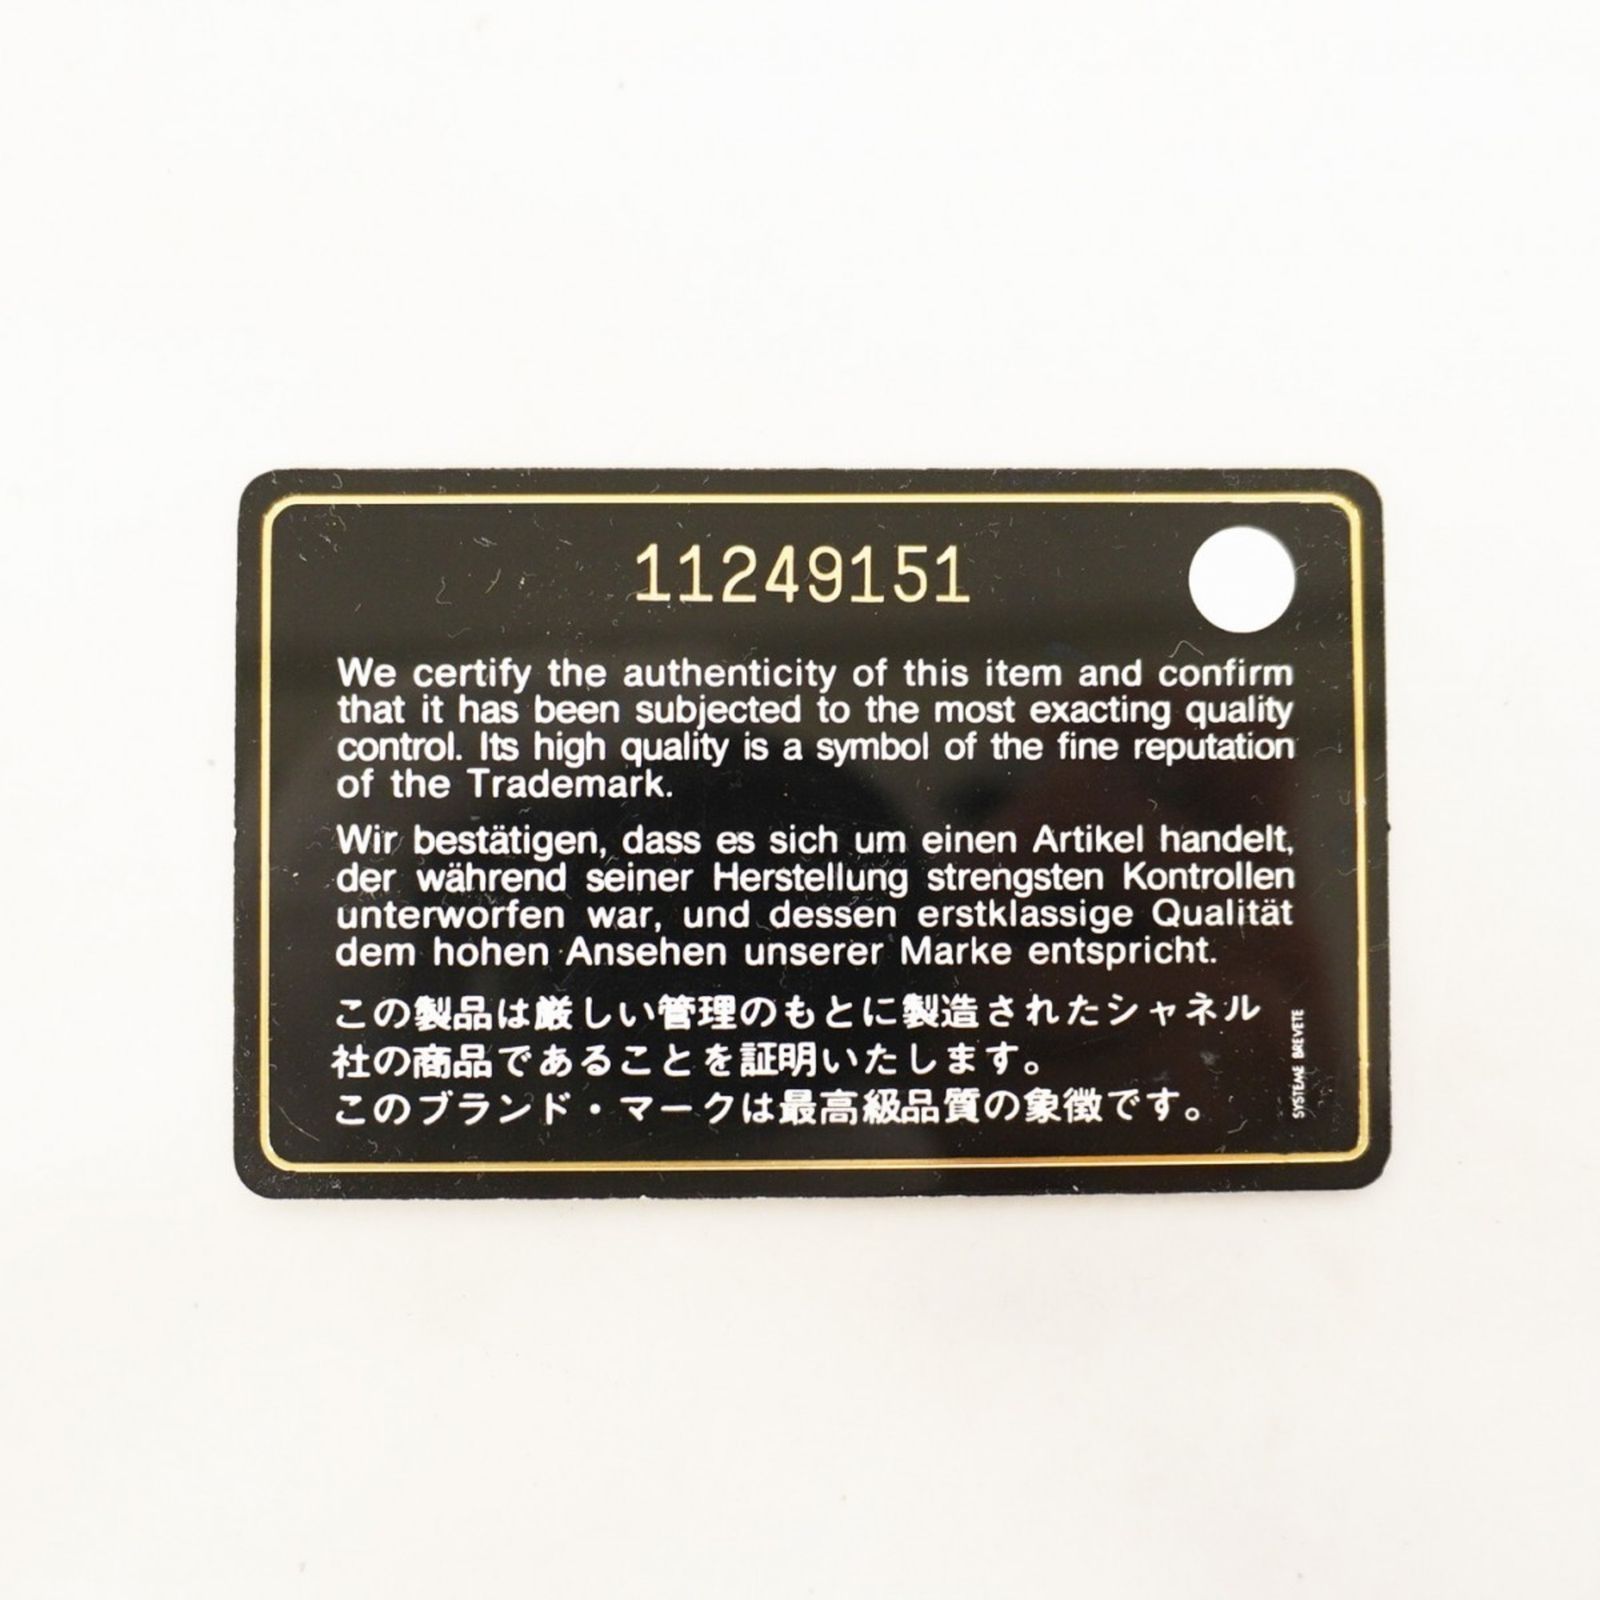 11249151
We certify the authenticity of this item and confirm
that it has been subjected to the most exacting quality
control. Its high quality is a symbol of the fine reputation
of the Trademark.
Wir bestätigen, dass es sich um einen Artikel handelt,
der während seiner Herstellung strengsten Kontrollen
unterworfen war, und dessen erstklassige Qualität
dem hohen Ansehen unserer Marke entspricht.
この製品は厳しい管理のもとに製造されたシャネル
社の商品であることを証明いたします。
このブランド・マークは最高級品質の象徴です。
SYSTEME BREVETE